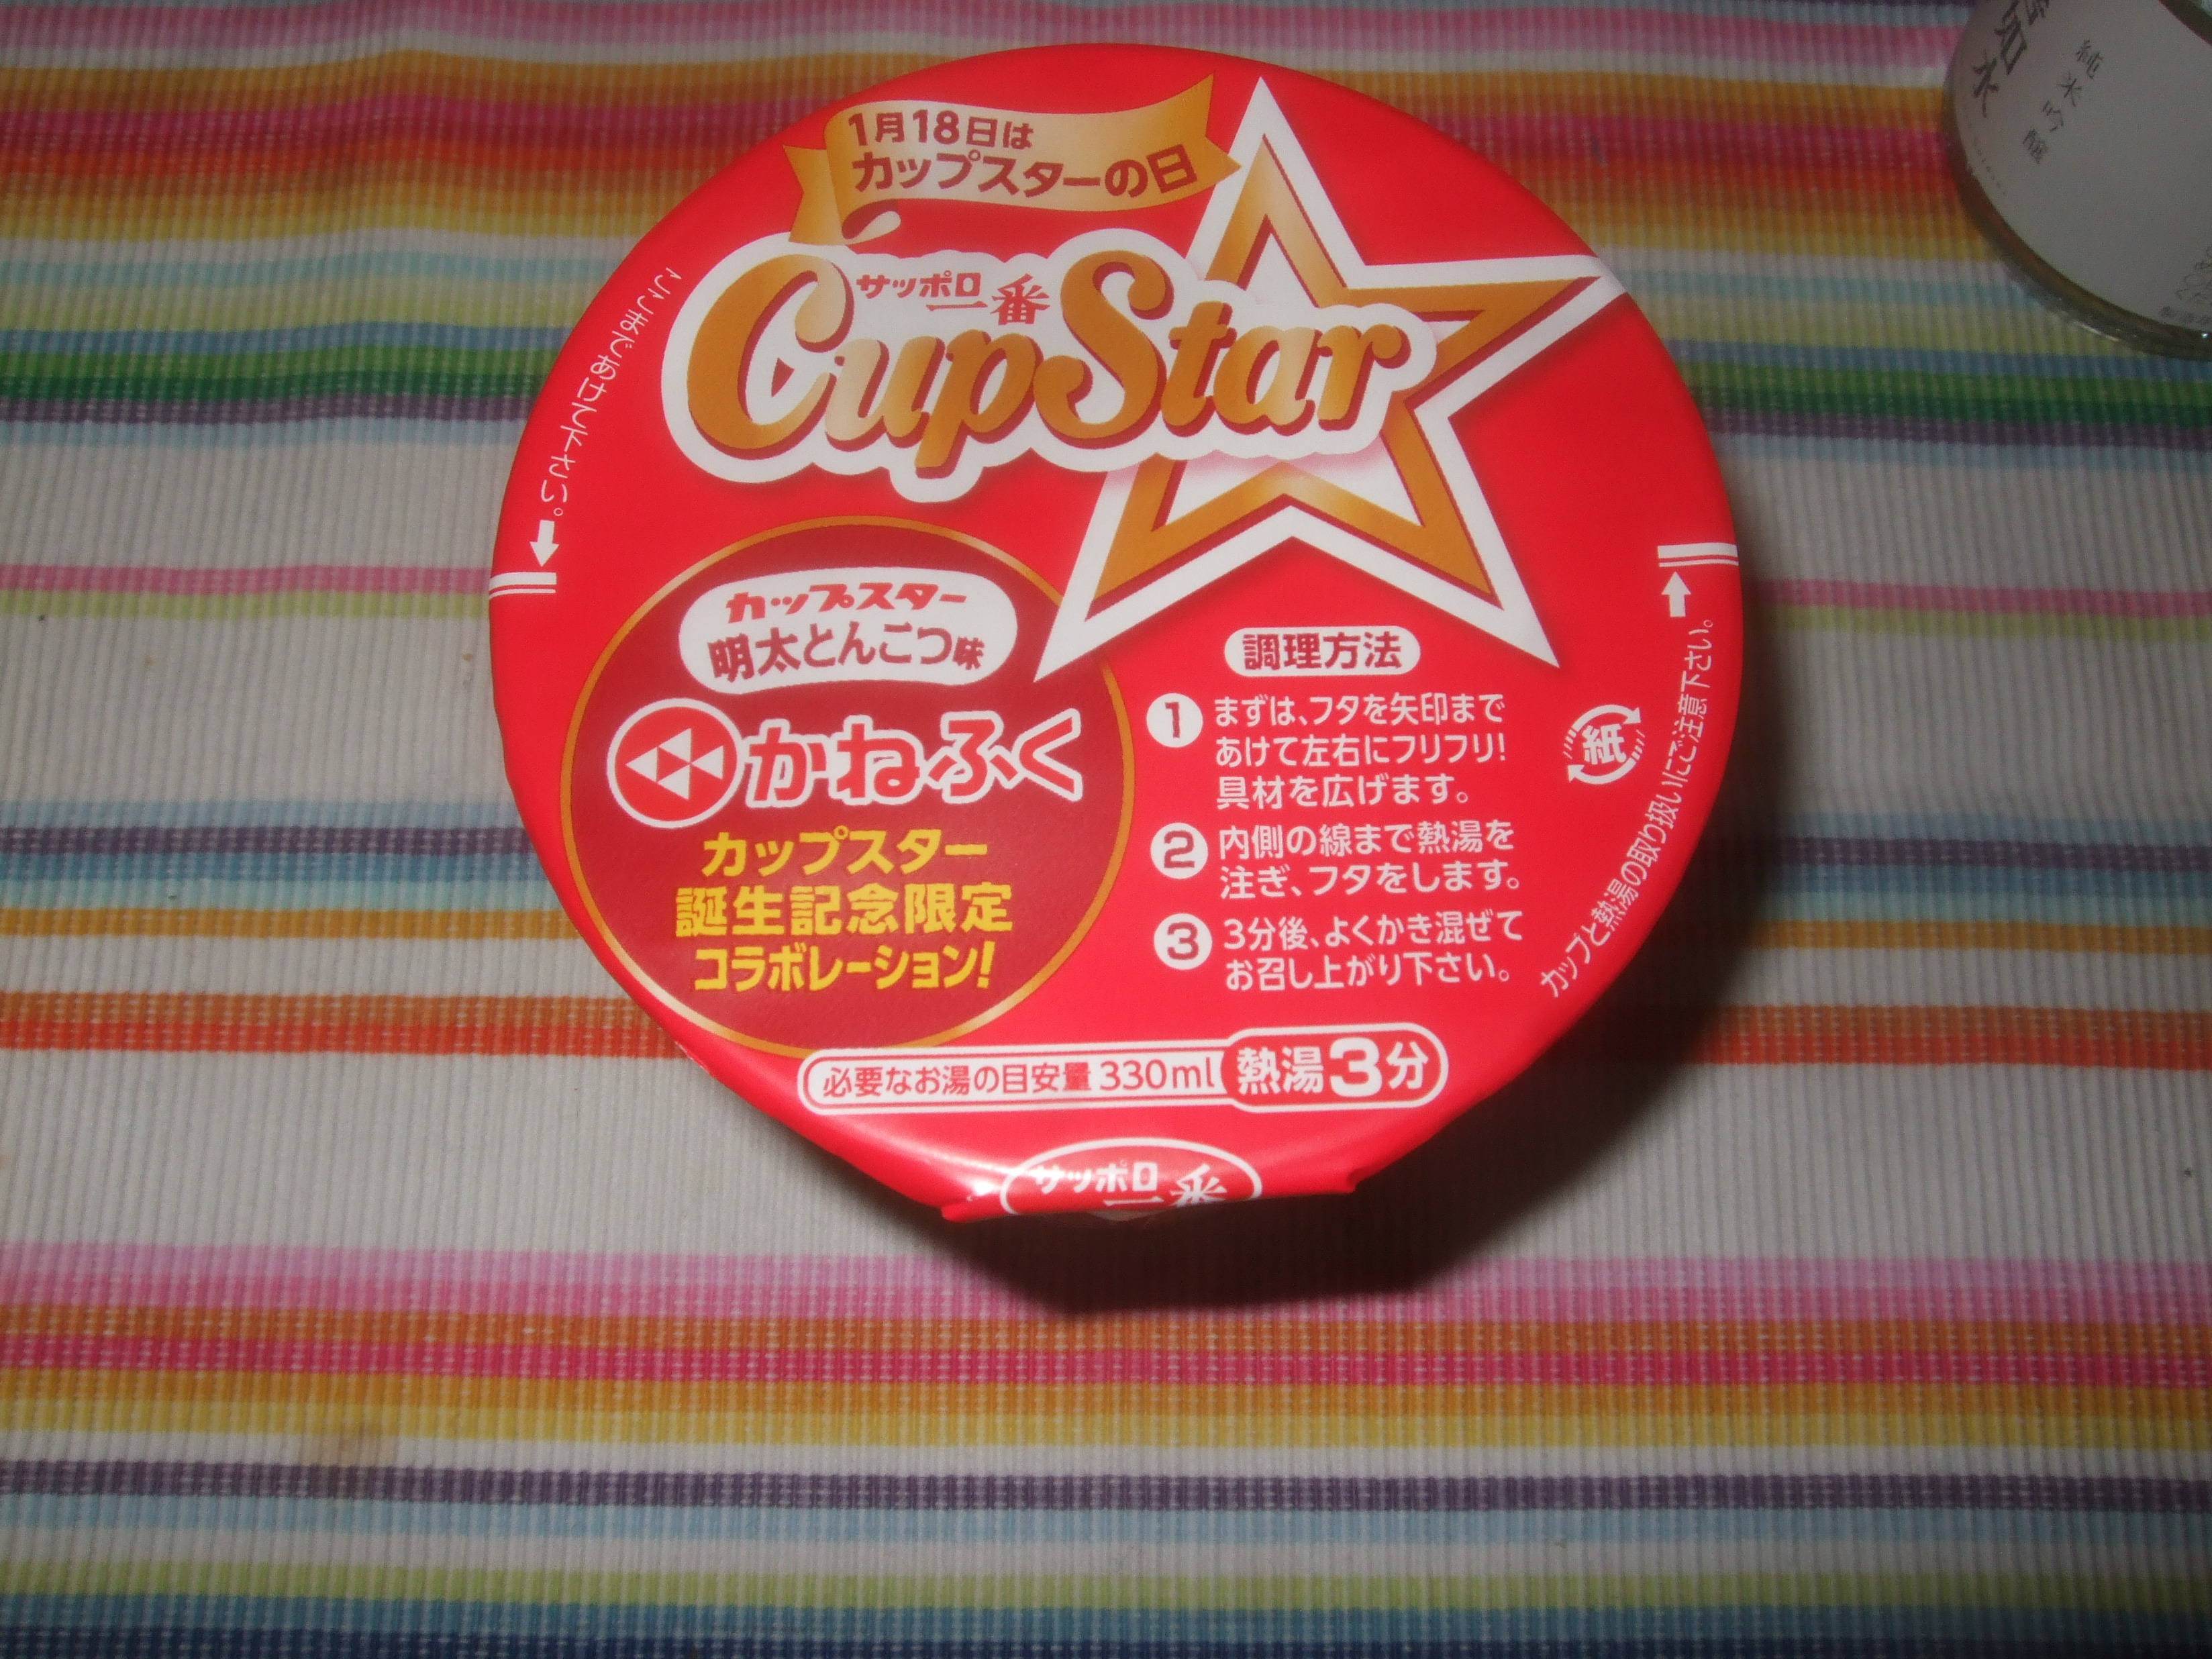 1月18日は
カップスターの日
サッポロ一番
CupStar
ここまであけて下さい。
カップスター
明太とんこつ味
かねふく
カップスター
誕生記念限定
コラボレーション!
調理方法
1 まずは、フタを矢印まで
あけて左右にフリフリ!
具材を広げます。
2 内側の線まで熱湯を
注ぎ、フタをします。
3 3分後、よくかき混ぜて
お召し上がり下さい。
紙
カップと熱湯の取り扱いにご注意下さい。
必要なお湯の目安量 330ml 熱湯3分
サッポロ一番
純米吟醸
水